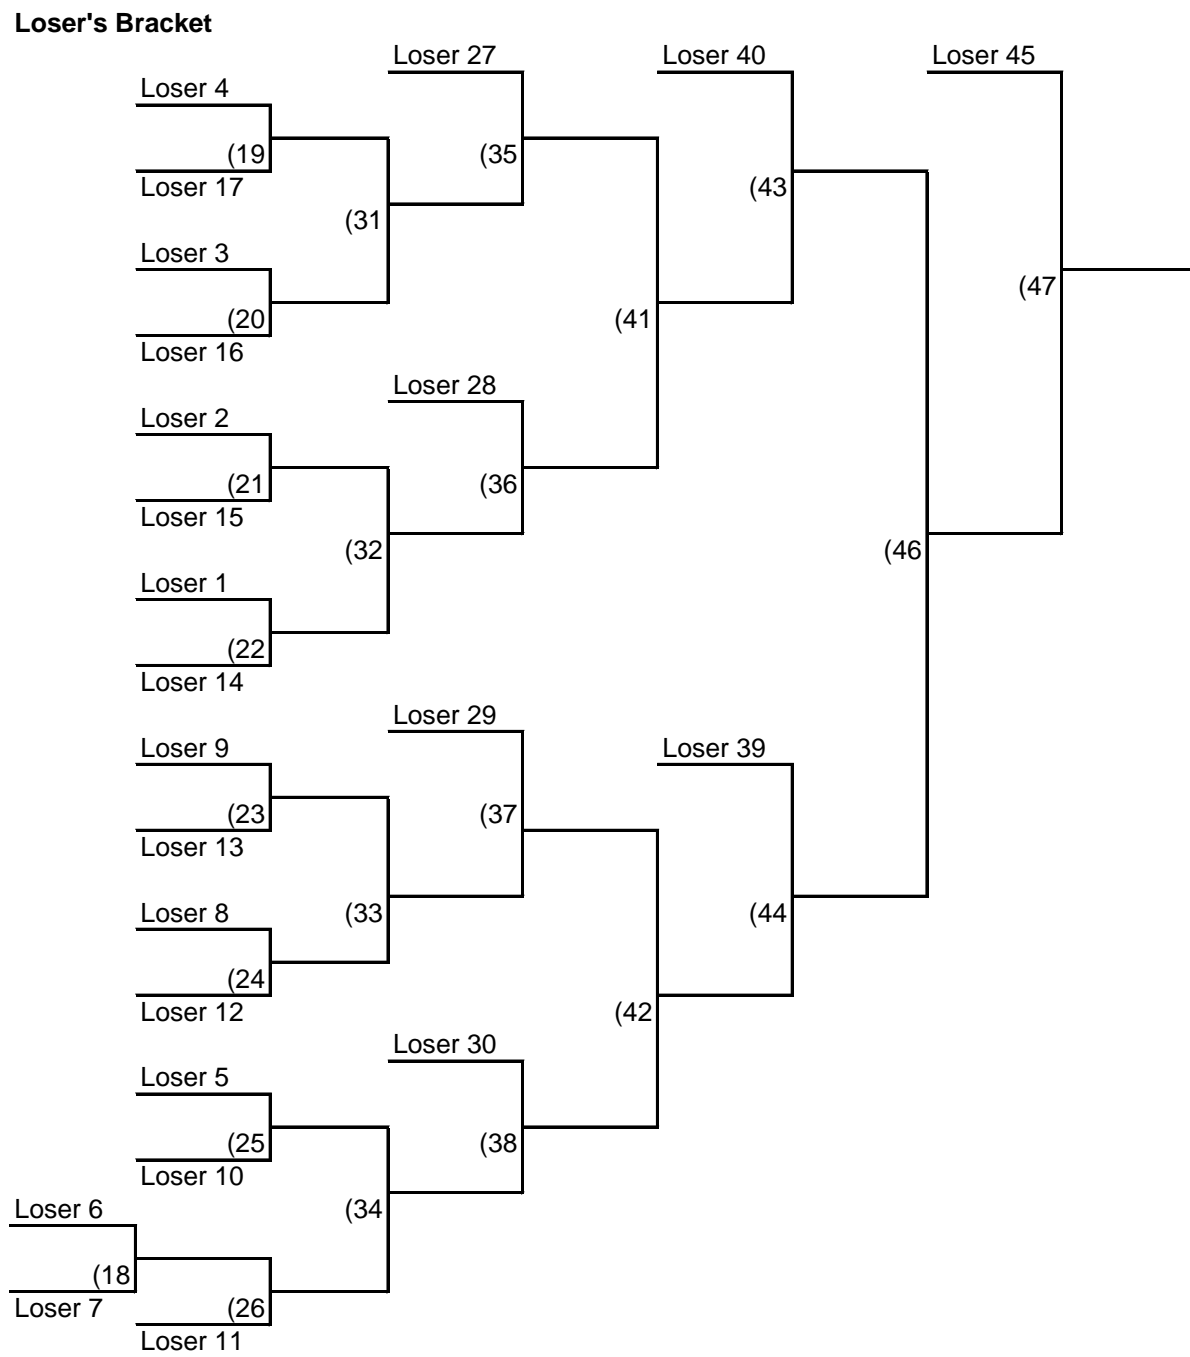 Loser's Bracket
Loser 27
Loser 40
Loser 45
Loser 4
(19
(35
Loser 17
(43
(31
Loser 3
(47
(20
(41
Loser 16
Loser 28
Loser 2
(21
(36
Loser 15
(32
(46
Loser 1
(22
Loser 14
Loser 29
Loser 9
Loser 39
(23
(37
Loser 13
Loser 8
(33
(44
(24
Loser 12
(42
Loser 30
Loser 5
(25
(38
Loser 10
Loser 6
(34
(18
Loser 7
(26
Loser 11